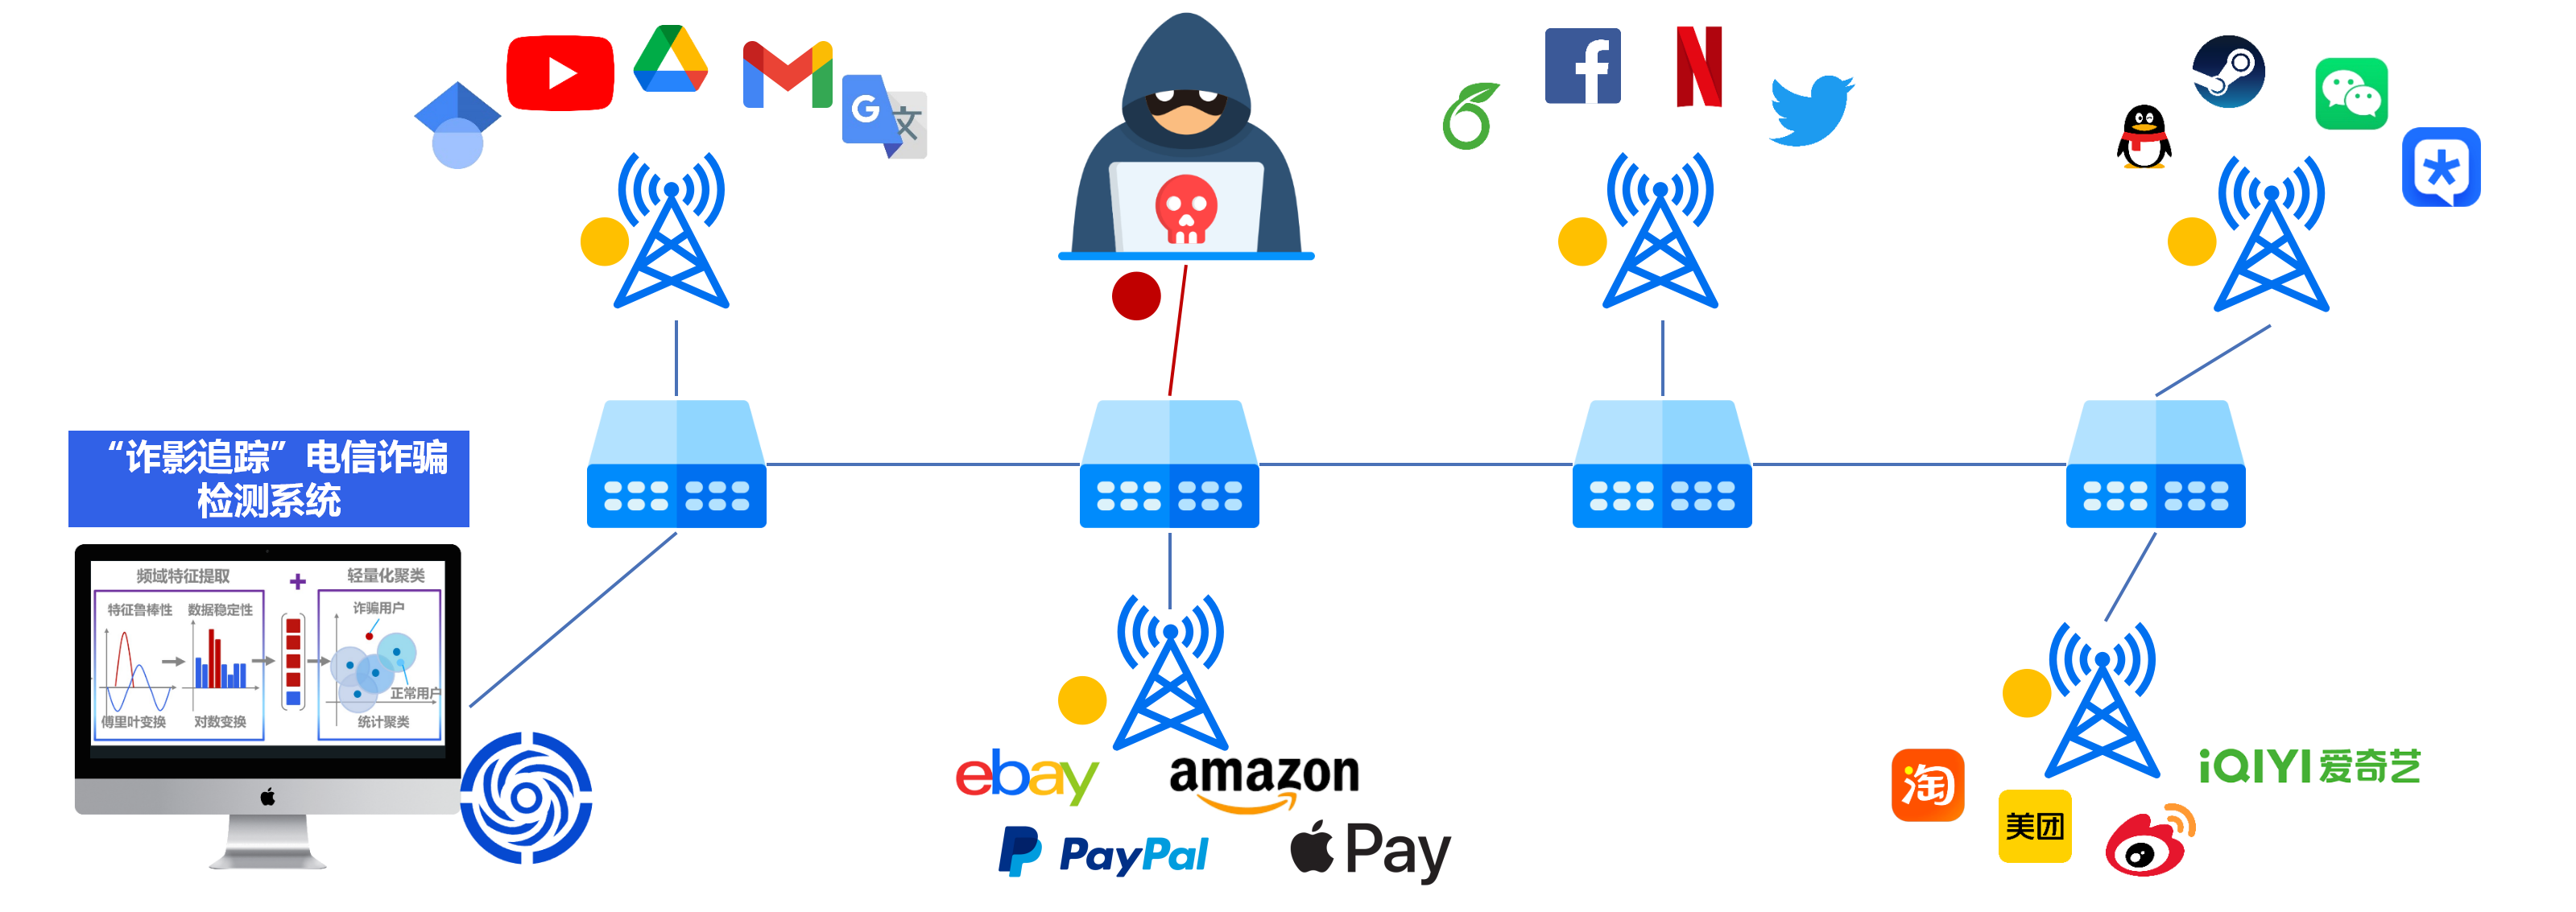 G 文
f
N
“诈影追踪”电信诈骗
检测系统
频域特征提取
+
轻量化聚类
特征鲁棒性
数据稳定性
诈骗用户
正常用户
傅里叶变换
对数变换
统计聚类
ebay
amazon
PayPal
Pay
淘
美团
iQIYI 爱奇艺